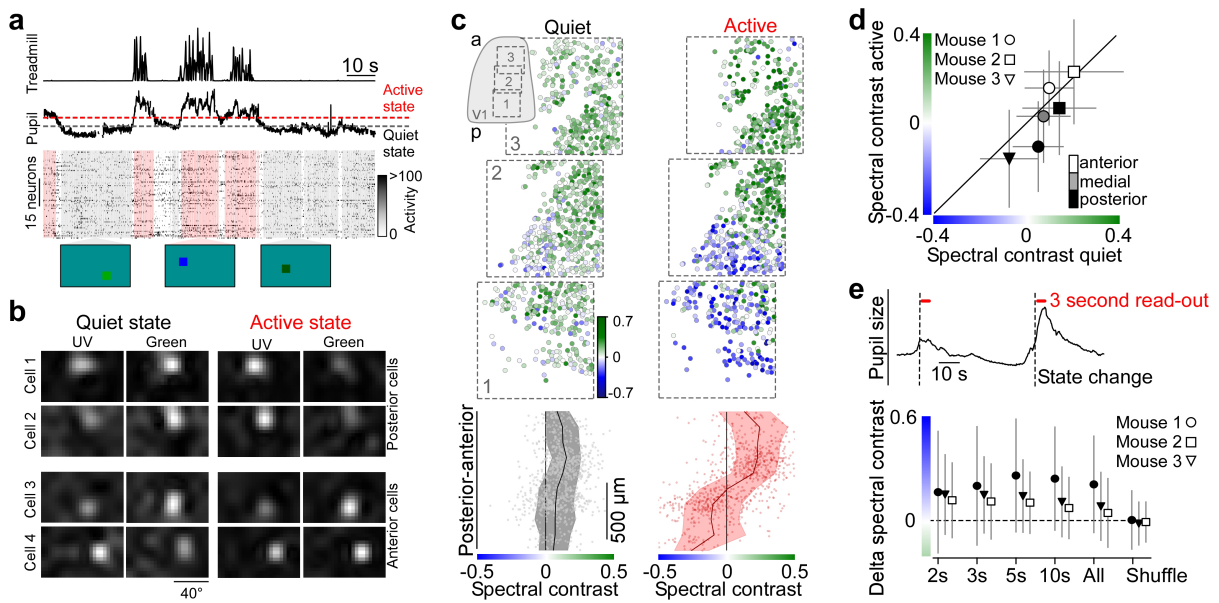 a
Treadmill
10 s
Active
state
Pupil
Quiet
state
15 neurons
>100
Activity
0
b
Quiet state
Active state
UV
Green
UV
Green
Cell 1
Cell 2
Posterior cells
Cell 3
Cell 4
Anterior cells
40°
c
Quiet
Active
a
3
2
1
V1
p
3
2
1
0.7
0
-0.7
Posterior-anterior
500 µm
-0.5
0
0.5
Spectral contrast
-0.5
0
0.5
Spectral contrast
d
Spectral contrast active
0.4
0
-0.4
Mouse 1
Mouse 2
Mouse 3
anterior
medial
posterior
-0.4
0
0.4
Spectral contrast quiet
e
Pupil size
3 second read-out
10 s
State change
Delta spectral contrast
0.6
0
Mouse 1
Mouse 2
Mouse 3
2s
3s
5s
10s
All
Shuffle